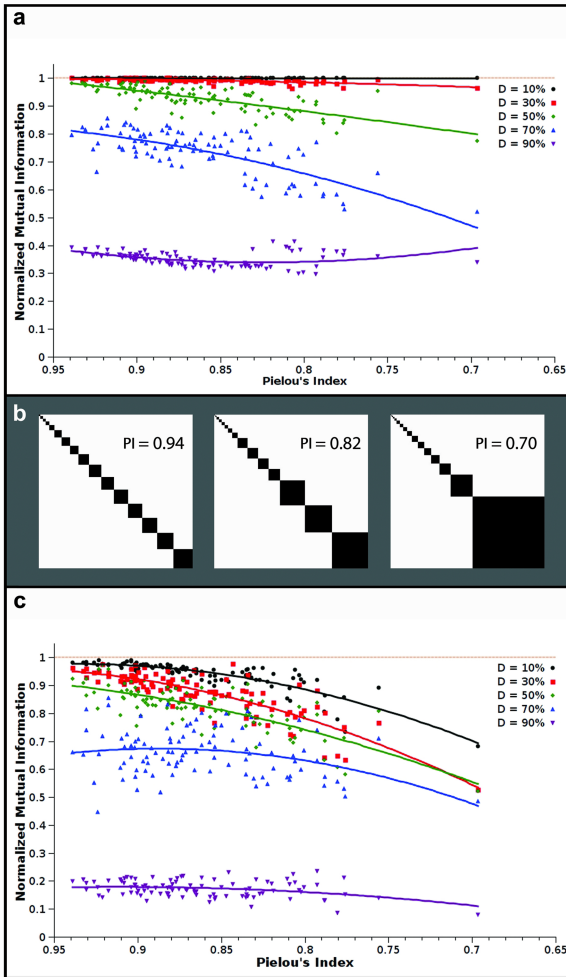 a
Normalized Mutual Information
1
0.9
0.8
0.7
0.6
0.5
0.4
0.3
0.2
0.1
0
D = 10%
D = 30%
D = 50%
D = 70%
D = 90%
0.95
0.9
0.85
0.80
0.75
0.7
0.65
Pielou's Index
b
PI = 0.94
PI = 0.82
PI = 0.70
c
Normalized Mutual Information
1
0.9
0.8
0.7
0.6
0.5
0.4
0.3
0.2
0.1
0
D = 10%
D = 30%
D = 50%
D = 70%
D = 90%
0.95
0.9
0.85
0.8
0.75
0.7
0.65
Pielou's Index